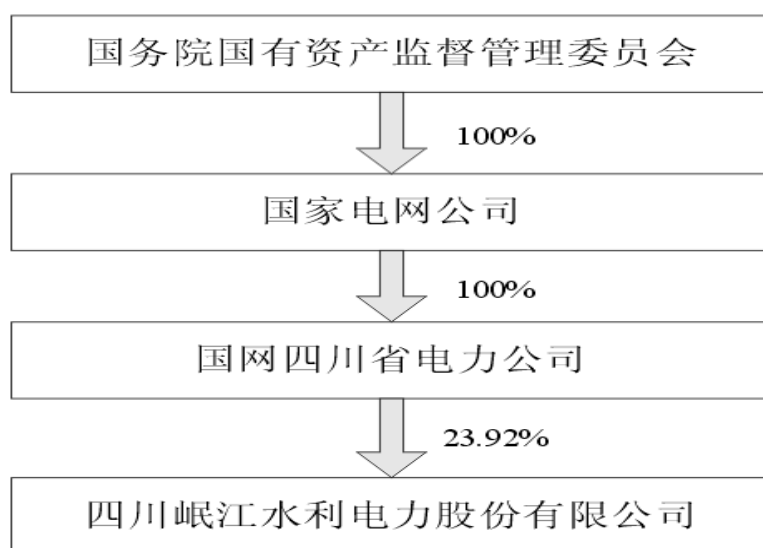 国务院国有资产监督管理委员会
100%
国家电网公司
100%
国网四川省电力公司
23.92%
四川岷江水利电力股份有限公司